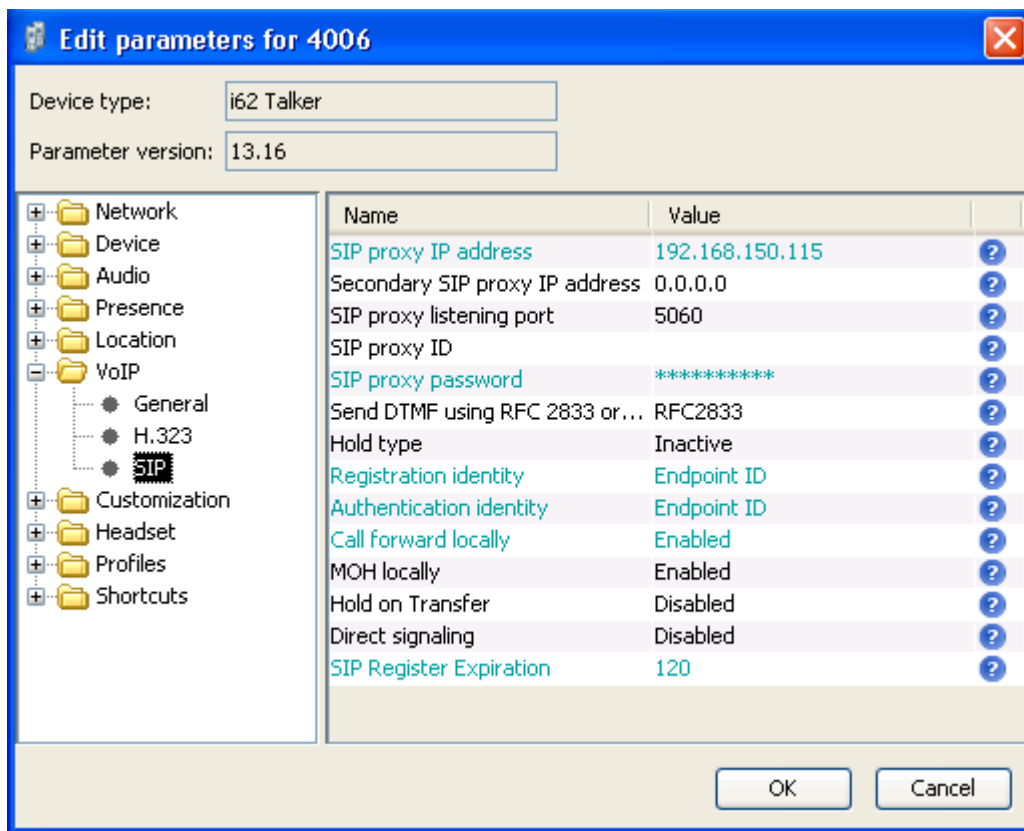 Edit parameters for 4006
Device type: i62 Talker
Parameter version: 13.16
Network
Device
Audio
Presence
Location
VoIP
General
H.323
SIP
Customization
Headset
Profiles
Shortcuts
Name Value
SIP proxy IP address 192.168.150.115
Secondary SIP proxy IP address 0.0.0.0
SIP proxy listening port 5060
SIP proxy ID
SIP proxy password **********
Send DTMF using RFC 2833 or... RFC2833
Hold type Inactive
Registration identity Endpoint ID
Authentication identity Endpoint ID
Call forward locally Enabled
MOH locally Enabled
Hold on Transfer Disabled
Direct signaling Disabled
SIP Register Expiration 120
OK Cancel